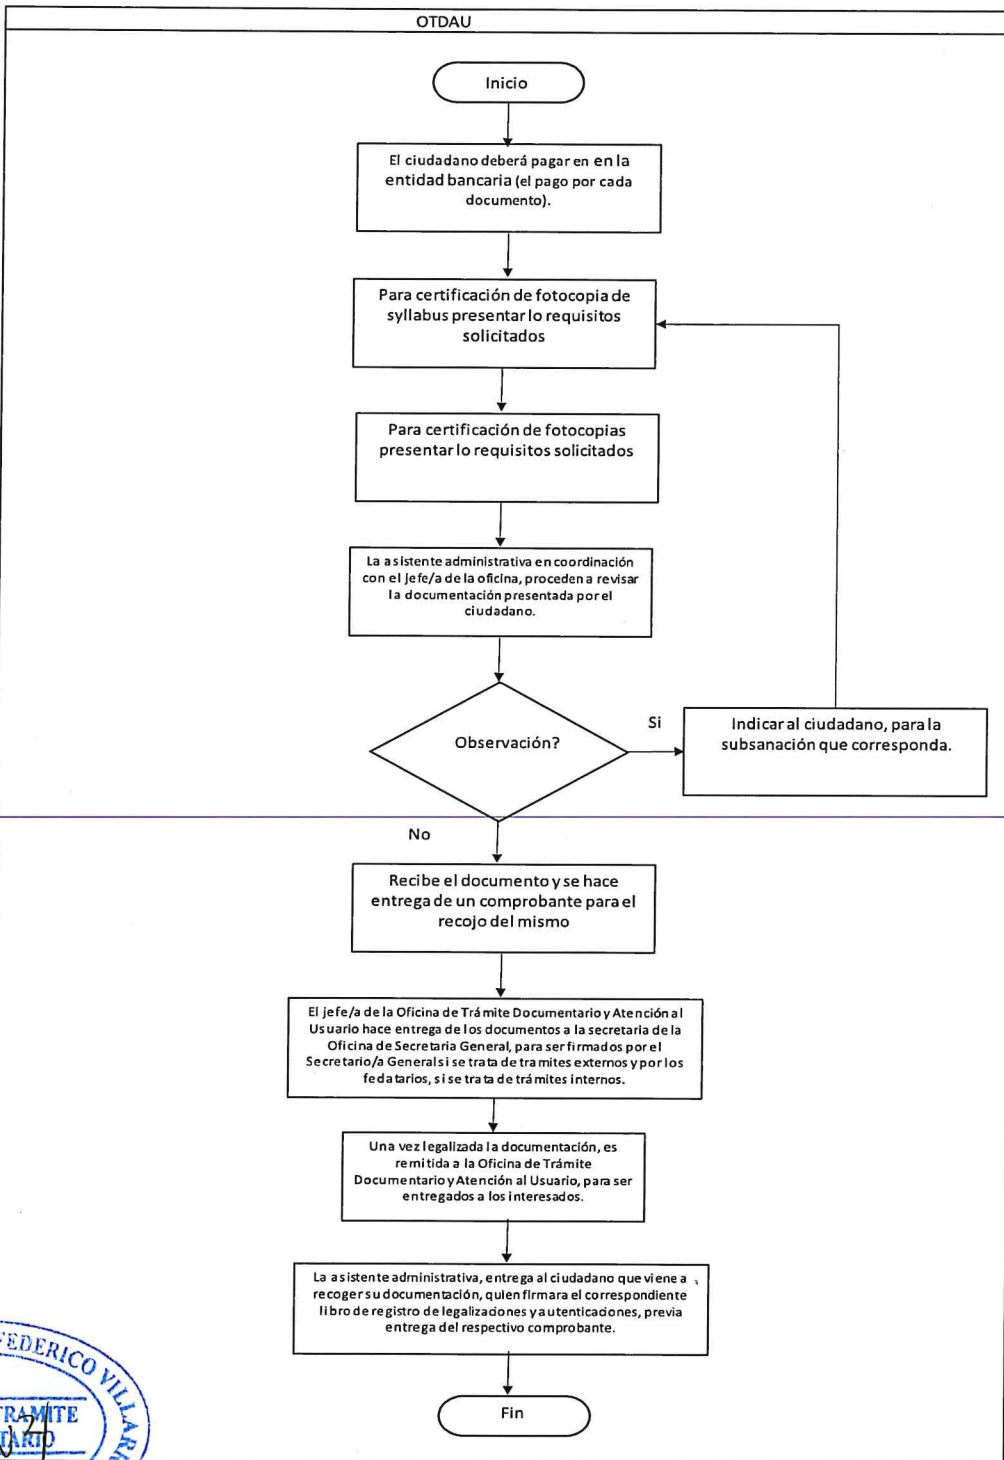 OTDAU
Inicio
El ciudadano deberá pagar en en la
entidad bancaria (el pago por cada
documento).
Para certificación de fotocopia de
syllabus presentar lo requisitos
solicitados
Para certificación de fotocopias
presentar lo requisitos solicitados
La asistente administrativa en coordinación
con el Jefe/a de la oficina, proceden a revisar
la documentación presentada por el
ciudadano.
Observación?
Si
Indicar al ciudadano, para la
subsanación que corresponda.
No
Recibe el documento y se hace
entrega de un comprobante para el
recojo del mismo
El jefe/a de la Oficina de Trámite Documentario y Atención al
Usuario hace entrega de los documentos a la secretaria de la
Oficina de Secretaria General, para ser firmados por el
Secretario/a General si se trata de tramites externos y por los
fedatarios, si se trata de trámites internos.
Una vez legalizada la documentación, es
remitida a la Oficina de Trámite
Documentario y Atención al Usuario, para ser
entregados a los interesados.
La asistente administrativa, entrega al ciudadano que viene a
recoger su documentación, quien firmara el correspondiente
libro de registro de legalizaciones y autenticaciones, previa
entrega del respectivo comprobante.
Fin
FEDERICO VILLARR
TRAMITE
TARIO